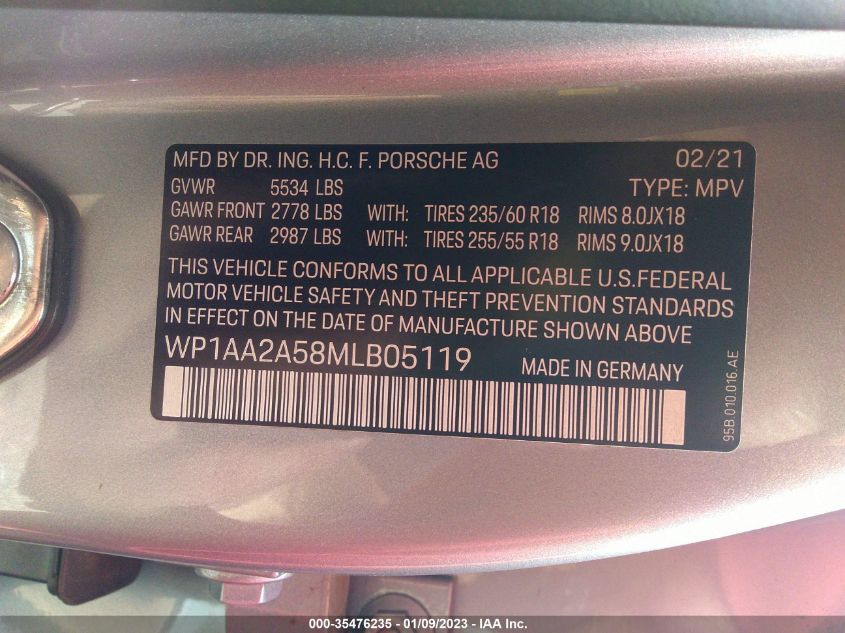 MFD BY DR. ING. H.C. F. PORSCHE AG 02/21
GVWR 5534 LBS TYPE: MPV
GAWR FRONT 2778 LBS WITH: TIRES 235/60 R18 RIMS 8.0JX18
GAWR REAR 2987 LBS WITH: TIRES 255/55 R18 RIMS 9.0JX18
THIS VEHICLE CONFORMS TO ALL APPLICABLE U.S.FEDERAL
MOTOR VEHICLE SAFETY AND THEFT PREVENTION STANDARDS
IN EFFECT ON THE DATE OF MANUFACTURE SHOWN ABOVE
WP1AA2A58MLB05119 MADE IN GERMANY
95B.010.016.AE
000-35476235 - 01/09/2023 - © IAA Inc.